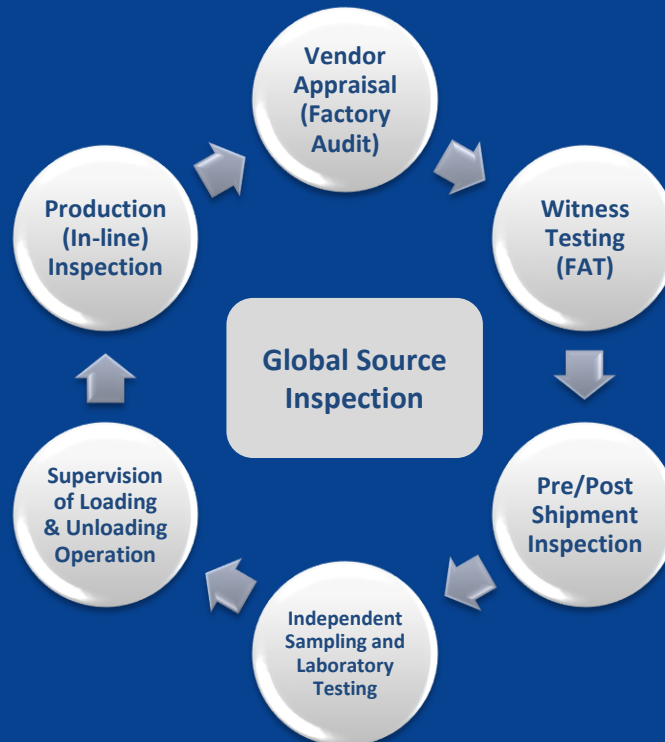 Vendor
Appraisal
(Factory
Audit)
Production
(In-line)
Inspection
Witness
Testing
(FAT)
Global Source
Inspection
Supervision
of Loading
& Unloading
Operation
Pre/Post
Shipment
Inspection
Independent
Sampling and
Laboratory
Testing